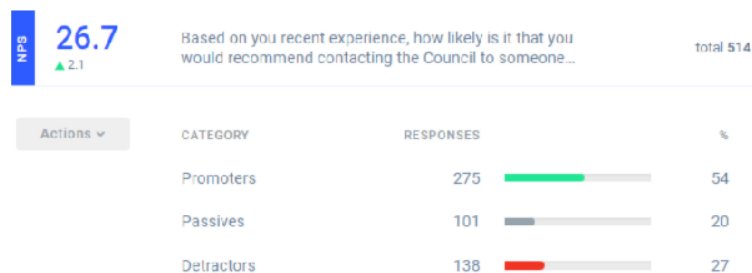 NPS
26.7
▲ 2.1
Based on you recent experience, how likely is it that you
would recommend contacting the Council to someone...
total 514
Actions
CATEGORY RESPONSES %
Promoters 275 54
Passives 101 20
Detractors 138 27